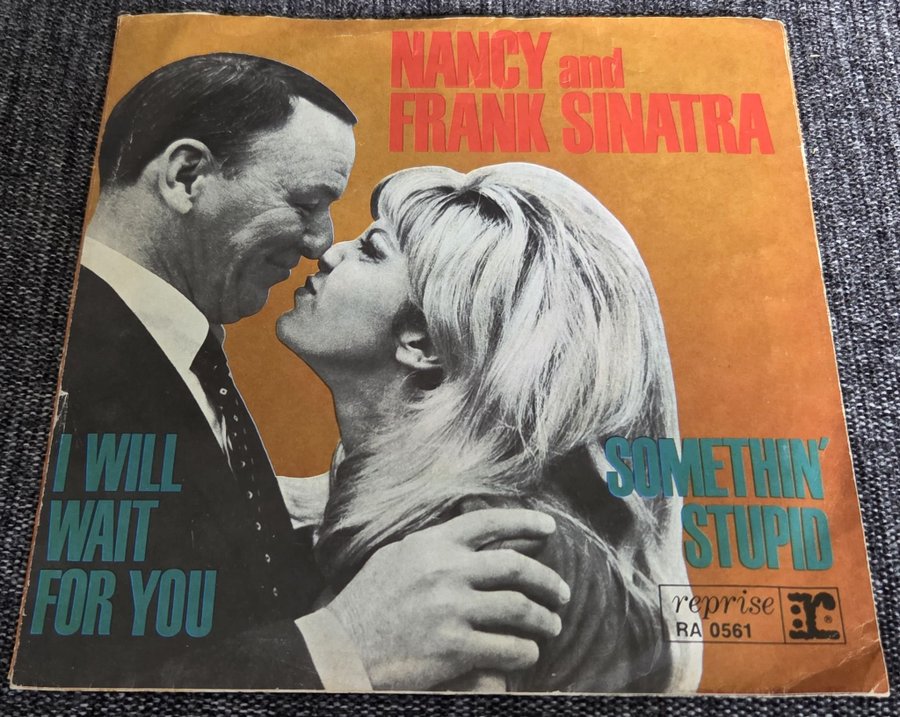 NANCY and
FRANK SINATRA
I WILL
WAIT
FOR YOU
SOMETHIN'
STUPID
reprise r®
RA 0561